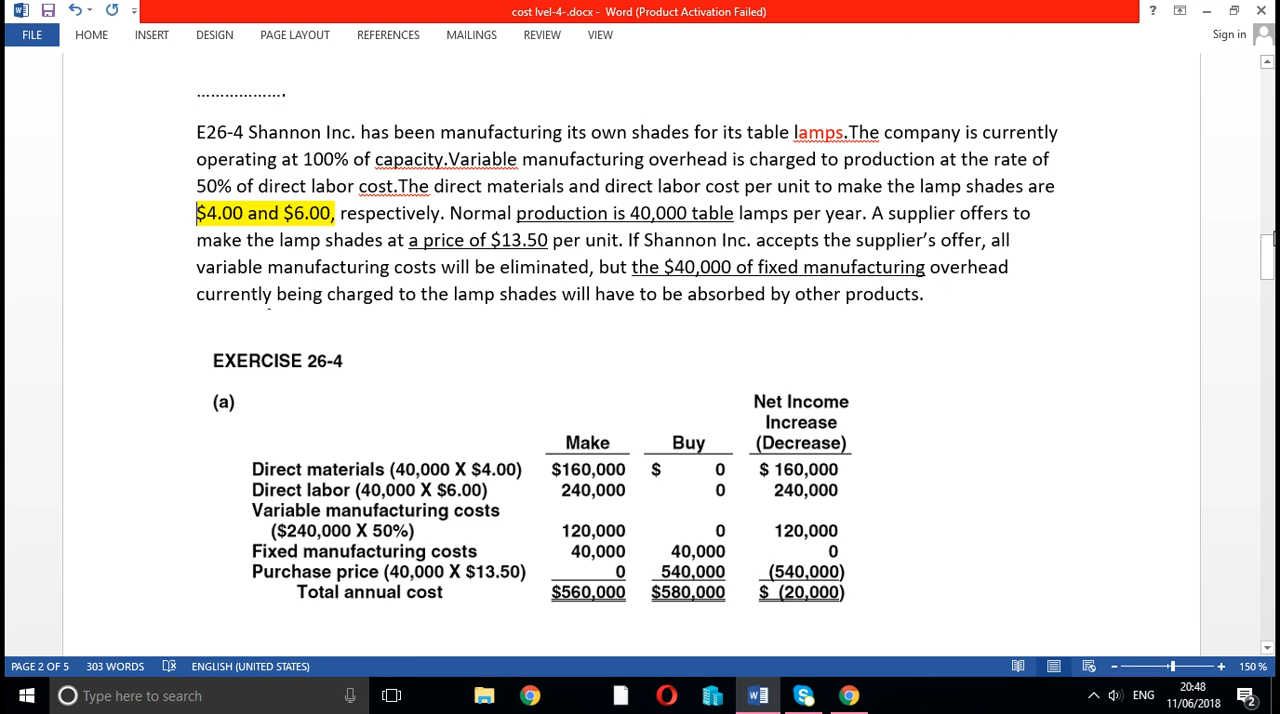 cost lvel-4-.docx - Word (Product Activation Failed)
FILE HOME INSERT DESIGN PAGE LAYOUT REFERENCES MAILINGS REVIEW VIEW Sign in
……………….
E26-4 Shannon Inc. has been manufacturing its own shades for its table lamps.The company is currently
operating at 100% of capacity.Variable manufacturing overhead is charged to production at the rate of
50% of direct labor cost.The direct materials and direct labor cost per unit to make the lamp shades are
$4.00 and $6.00, respectively. Normal production is 40,000 table lamps per year. A supplier offers to
make the lamp shades at a price of $13.50 per unit. If Shannon Inc. accepts the supplier’s offer, all
variable manufacturing costs will be eliminated, but the $40,000 of fixed manufacturing overhead
currently being charged to the lamp shades will have to be absorbed by other products.
EXERCISE 26-4
(a)
Net Income
Increase
Make Buy (Decrease)
Direct materials (40,000 X $4.00) $160,000 $ 0 $ 160,000
Direct labor (40,000 X $6.00) 240,000 0 240,000
Variable manufacturing costs
($240,000 X 50%) 120,000 0 120,000
Fixed manufacturing costs 40,000 40,000 0
Purchase price (40,000 X $13.50) 0 540,000 (540,000)
Total annual cost $560,000 $580,000 $ (20,000)
PAGE 2 OF 5 303 WORDS ENGLISH (UNITED STATES) 150 %
Type here to search ENG 20:48
11/06/2018 2